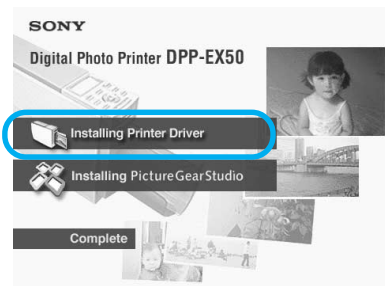 SONY
Digital Photo Printer DPP-EX50
Installing Printer Driver
Installing PictureGearStudio
Complete